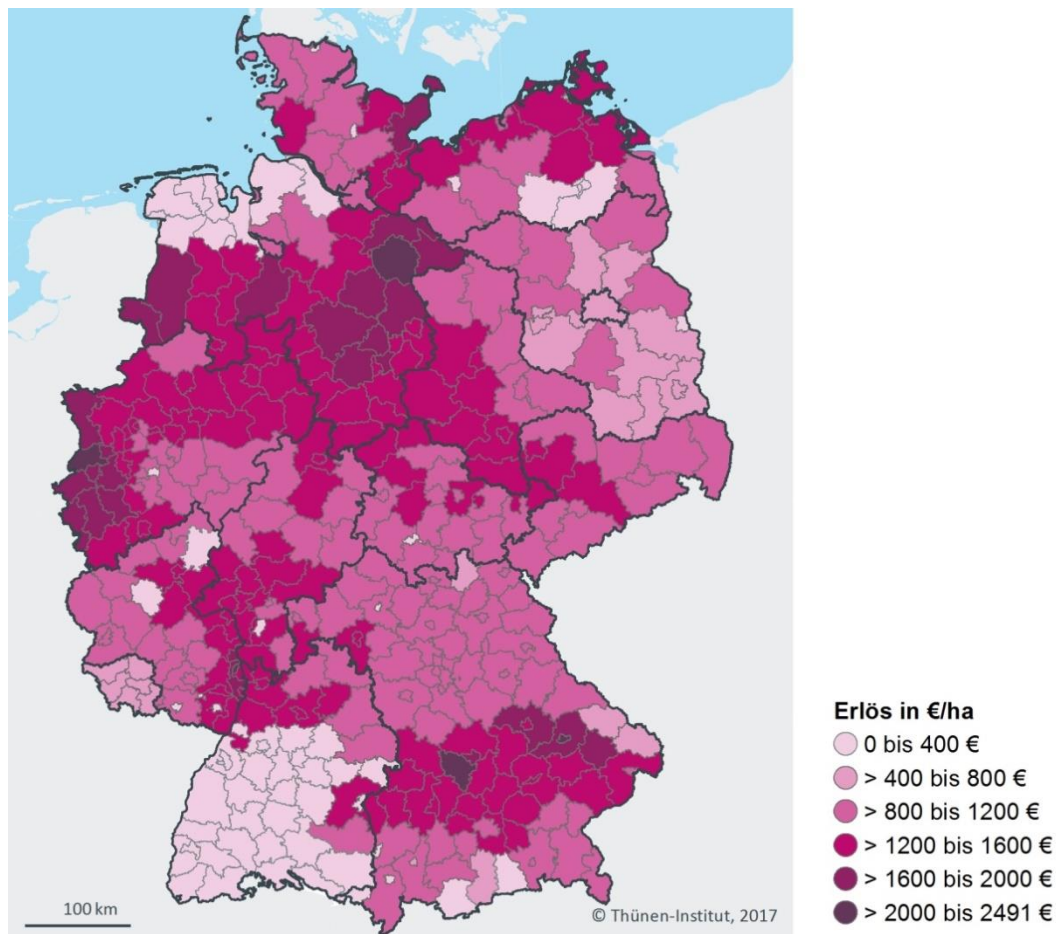 Erlös in €/ha
0 bis 400 €
> 400 bis 800 €
> 800 bis 1200 €
> 1200 bis 1600 €
> 1600 bis 2000 €
> 2000 bis 2491 €
100 km
© Thünen-Institut, 2017